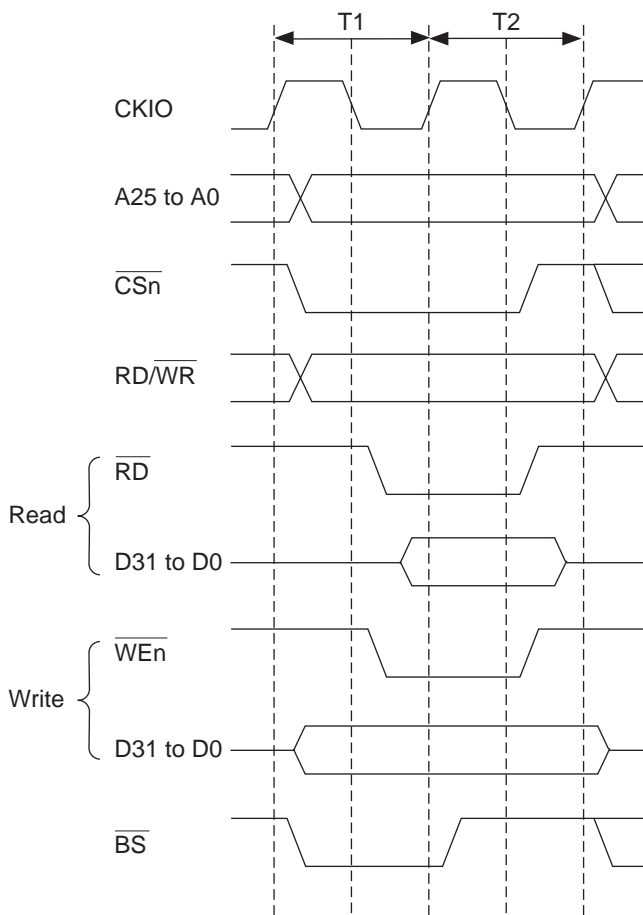 T1 T2
CKIO
A25 to A0
CSn
RD/WR
RD
Read
D31 to D0
WEn
Write
D31 to D0
BS